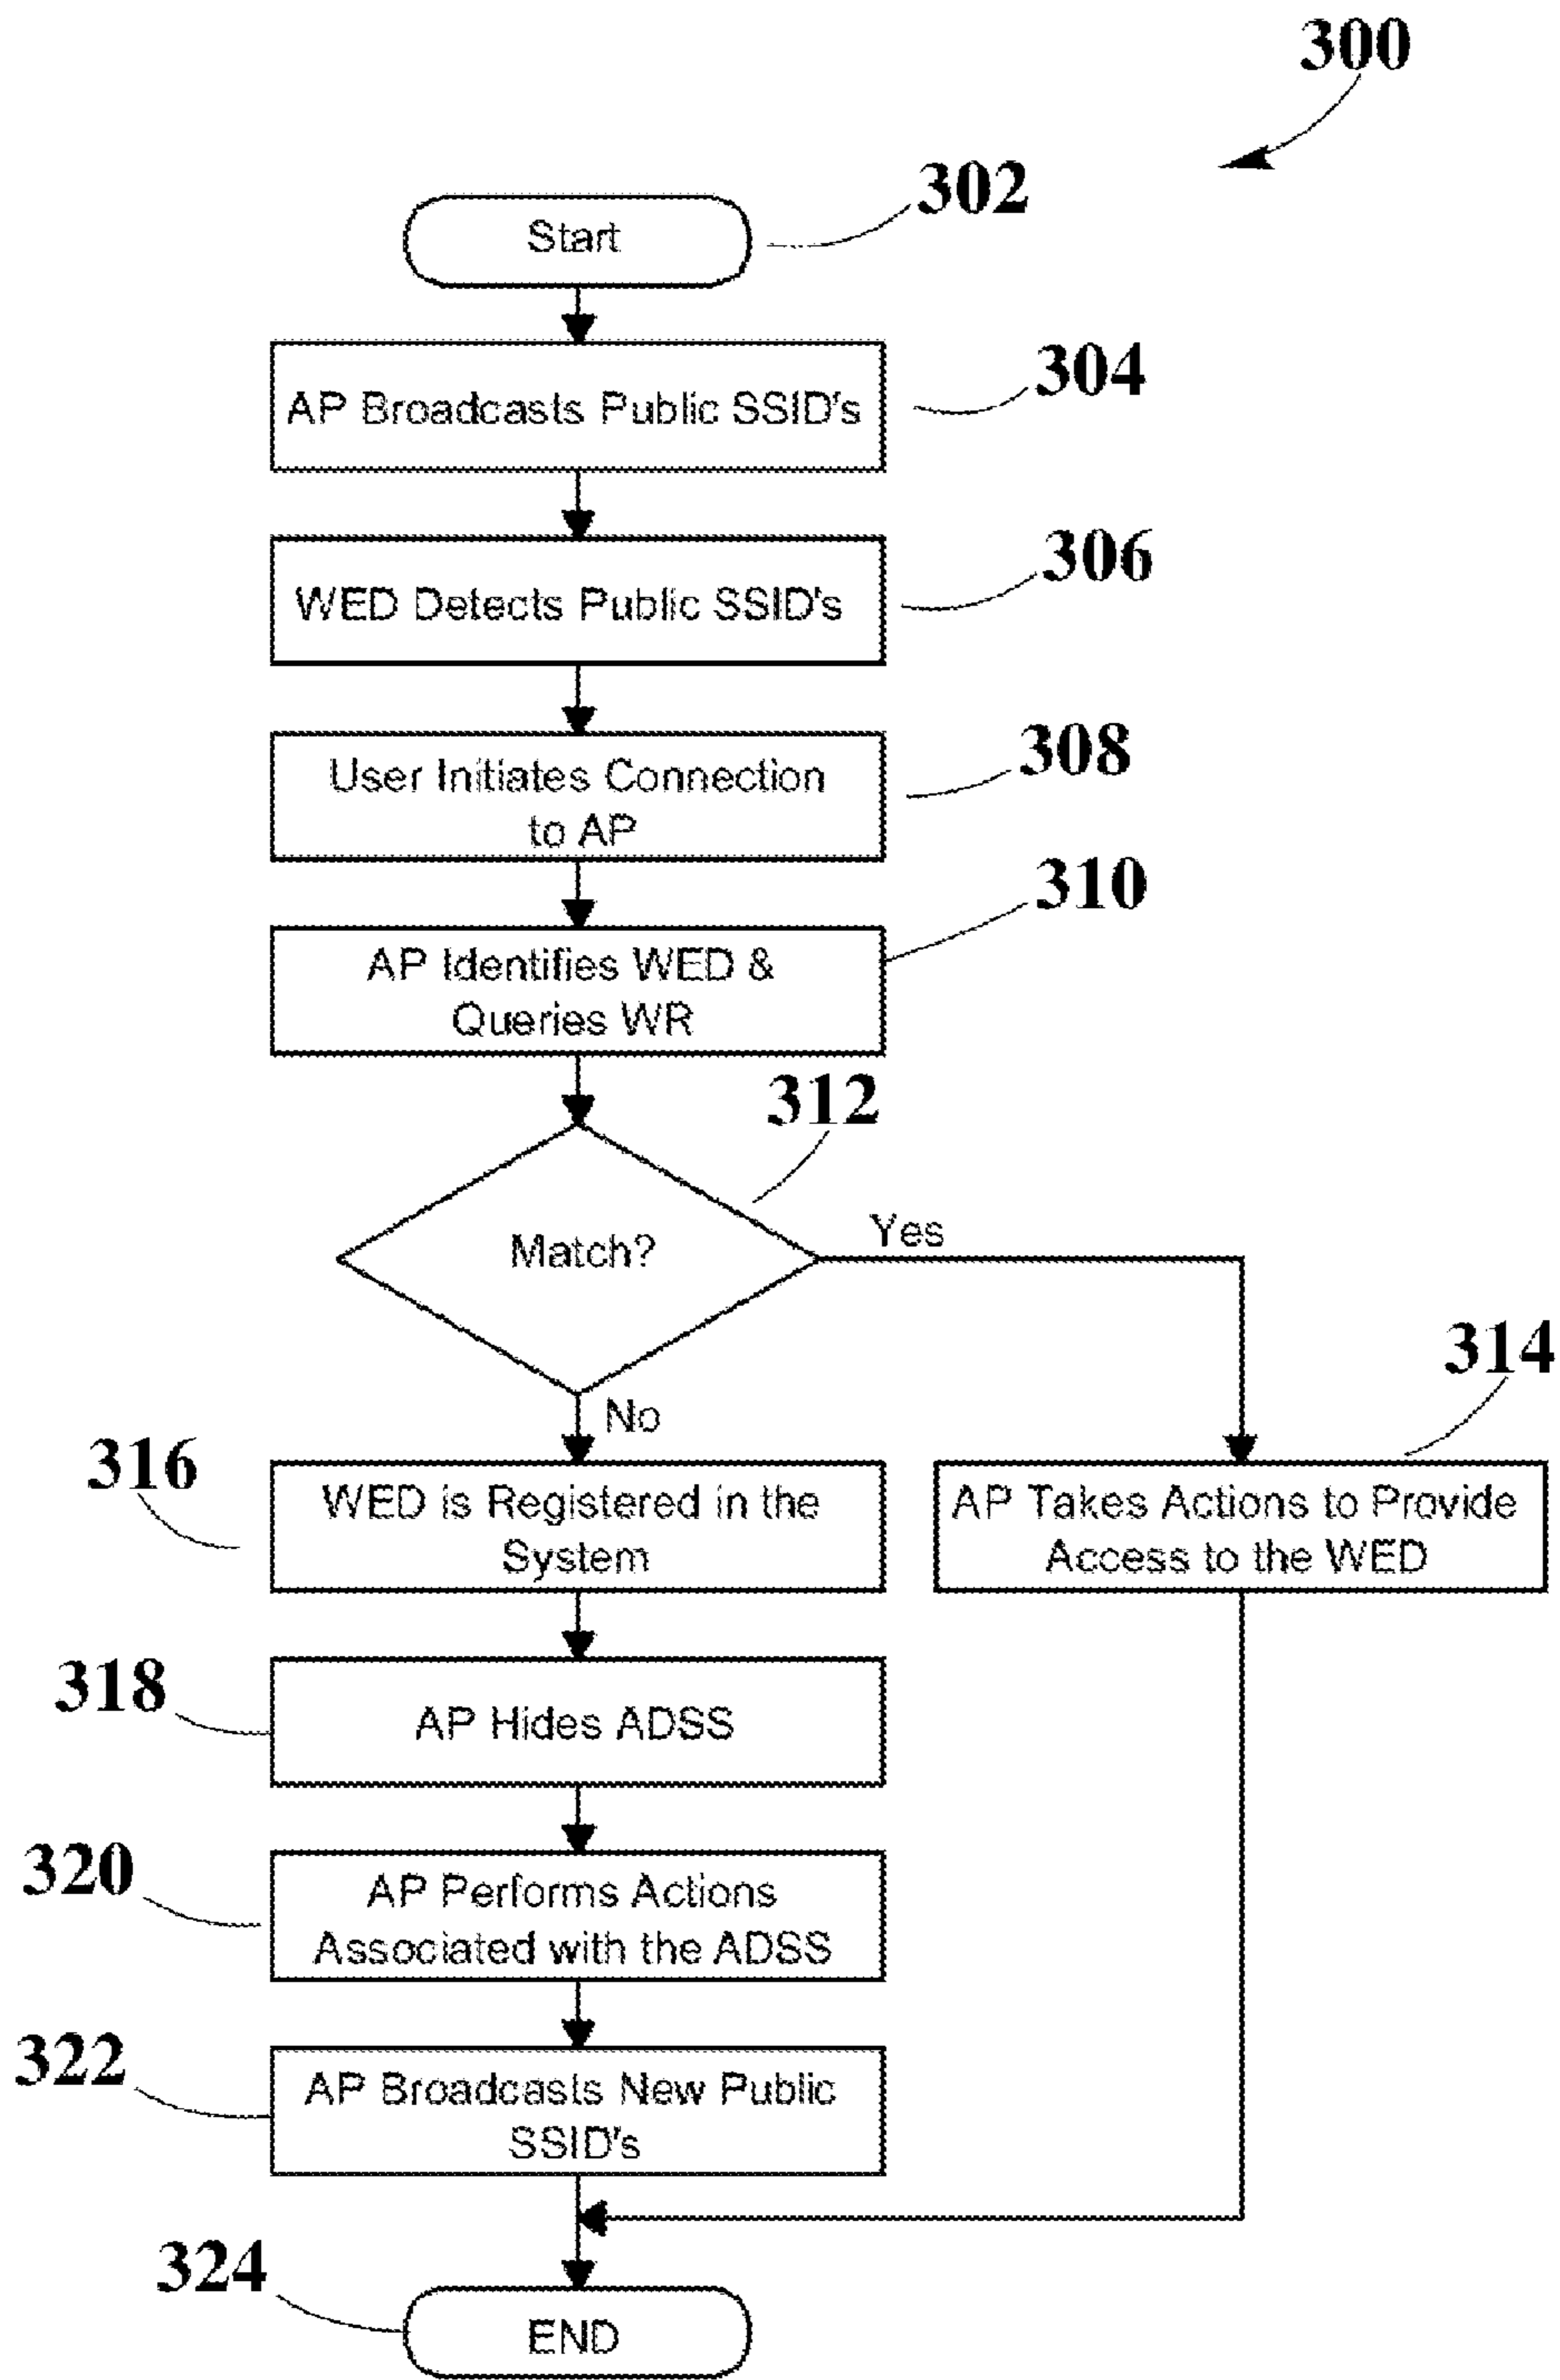 300
302
Start
304
AP Broadcasts Public SSID's
306
WED Detects Public SSID's
308
User Initiates Connection
to AP
310
AP Identifies WED &
Queries WR
312
Match?
Yes
No
314
316
WED is Registered in the
System
AP Takes Actions to Provide
Access to the WED
318
AP Hides ADSS
320
AP Performs Actions
Associated with the ADSS
322
AP Broadcasts New Public
SSID's
324
END